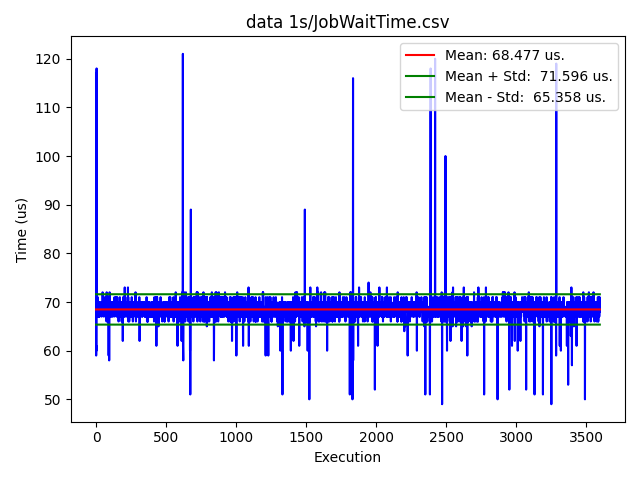 data 1s/JobWaitTime.csv
Mean: 68.477 us.
Mean + Std:  71.596 us.
Mean - Std:  65.358 us.
Time (us)
120
110
100
90
80
70
60
50
0 500 1000 1500 2000 2500 3000 3500
Execution